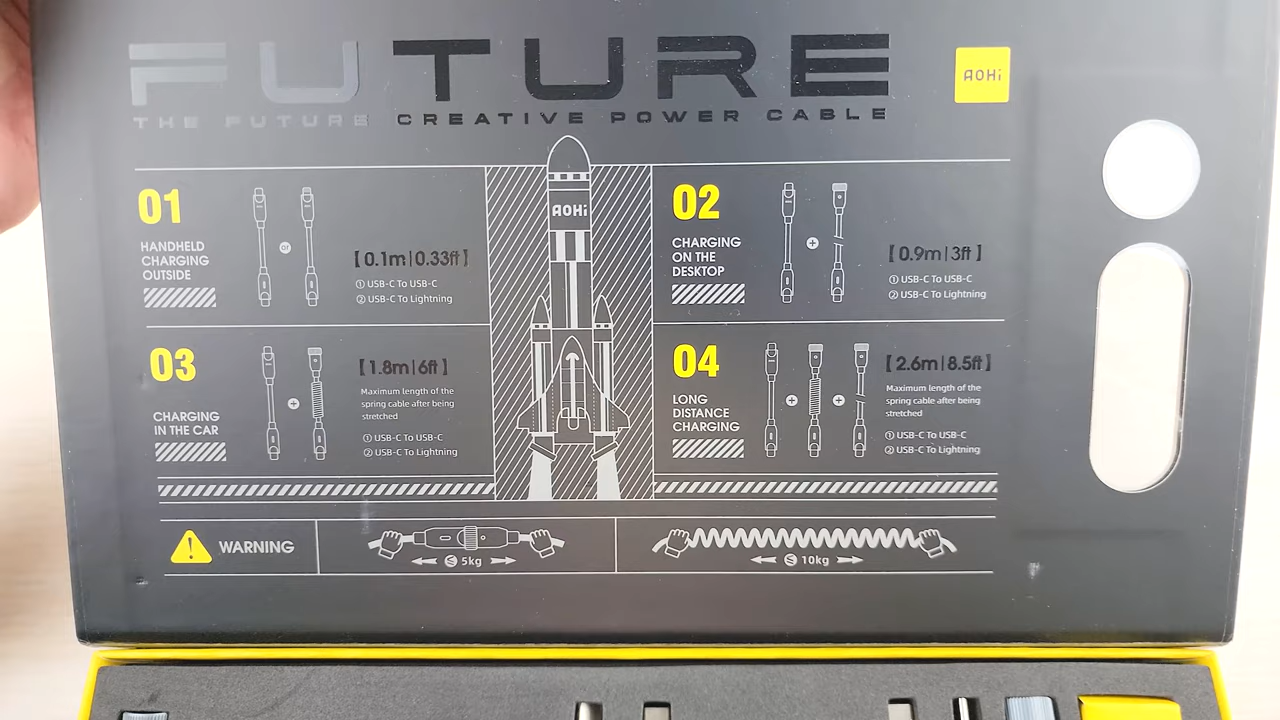 FUTURE
THE FUTURE CREATIVE POWER CABLE
AOHi
AOHi
01
HANDHELD
CHARGING
OUTSIDE
or
【0.1m|0.33ft】
① USB-C To USB-C
② USB-C To Lightning
02
CHARGING
ON THE
DESKTOP
+
【0.9m|3ft】
① USB-C To USB-C
② USB-C To Lightning
03
CHARGING
IN THE CAR
+
【1.8m|6ft】
Maximum length of the
spring cable after being
stretched
① USB-C To USB-C
② USB-C To Lightning
04
LONG
DISTANCE
CHARGING
+ +
【2.6m|8.5ft】
Maximum length of the
spring cable after being
stretched
① USB-C To USB-C
② USB-C To Lightning
WARNING
≤ 5kg
≤ 10kg